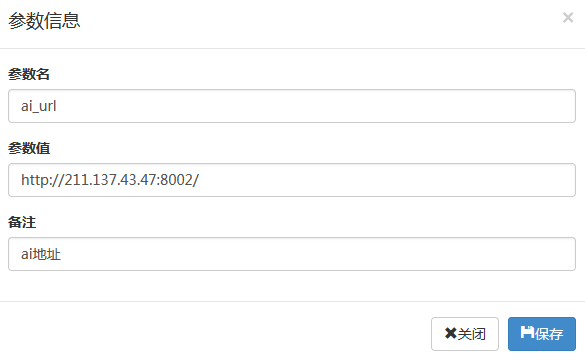 参数信息
×
参数名
ai_url
参数值
http://211.137.43.47:8002/
备注
ai地址
关闭
保存